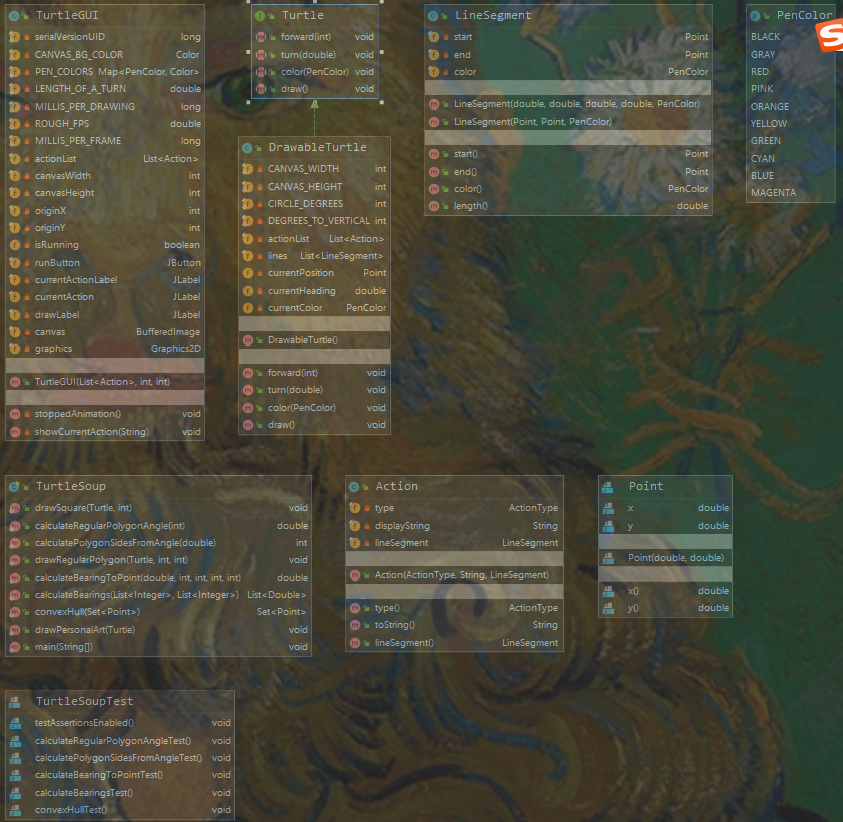 TurtleGUI
serialVersionUID long
CANVAS_BG_COLOR Color
PEN_COLORS Map<PenColor, Color>
LENGTH_OF_A_TURN double
MILLIS_PER_DRAWING long
ROUGH_FPS double
MILLIS_PER_FRAME long
actionList List<Action>
canvasWidth int
canvasHeight int
originX int
originY int
isRunning boolean
runButton JButton
currentActionLabel JLabel
currentAction JLabel
drawLabel JLabel
canvas BufferedImage
graphics Graphics2D
TurtleGUI(List<Action>, int, int)
stoppedAnimation() void
showCurrentAction(String) void
Turtle
forward(int) void
turn(double) void
color(PenColor) void
draw() void
DrawableTurtle
CANVAS_WIDTH int
CANVAS_HEIGHT int
CIRCLE_DEGREES int
DEGREES_TO_VERTICAL int
actionList List<Action>
lines List<LineSegment>
currentPosition Point
currentHeading double
currentColor PenColor
DrawableTurtle()
forward(int) void
turn(double) void
color(PenColor) void
draw() void
LineSegment
start Point
end Point
color PenColor
LineSegment(double, double, double, double, PenColor)
LineSegment(Point, Point, PenColor)
start() Point
end() Point
color() PenColor
length() double
PenColor
BLACK
GRAY
RED
PINK
ORANGE
YELLOW
GREEN
CYAN
BLUE
MAGENTA
S
TurtleSoup
drawSquare(Turtle, int) void
calculateRegularPolygonAngle(int) double
calculatePolygonSidesFromAngle(double) int
drawRegularPolygon(Turtle, int, int) void
calculateBearingToPoint(double, int, int, int, int) double
calculateBearings(List<Integer>, List<Integer>) List<Double>
convexHull(Set<Point>) Set<Point>
drawPersonalArt(Turtle) void
main(String[]) void
Action
type ActionType
displayString String
lineSegment LineSegment
Action(ActionType, String, LineSegment)
type() ActionType
toString() String
lineSegment() LineSegment
Point
x double
y double
Point(double, double)
x() double
y() double
TurtleSoupTest
testAssertionsEnabled() void
calculateRegularPolygonAngleTest() void
calculatePolygonSidesFromAngleTest() void
calculateBearingToPointTest() void
calculateBearingsTest() void
convexHullTest() void